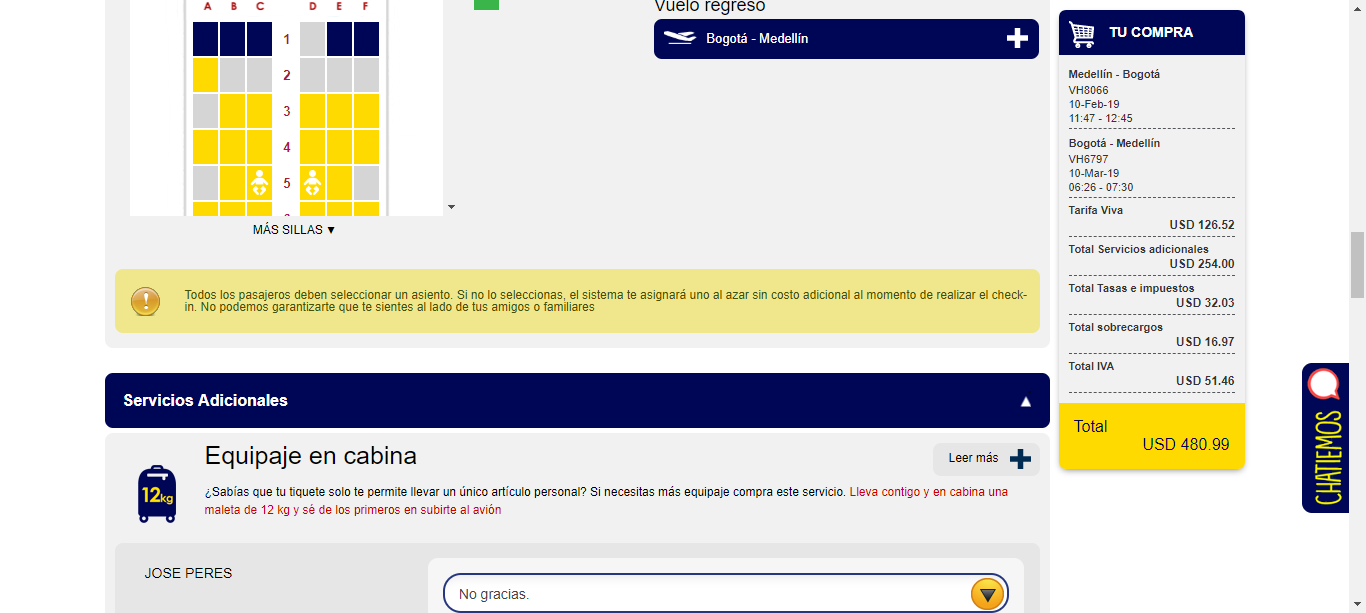 A B C D E F
1
2
3
4
5
MÁS SILLAS ▼
Vuelo regreso
Bogotá - Medellín
Todos los pasajeros deben seleccionar un asiento. Si no lo seleccionas, el sistema te asignará uno al azar sin costo adicional al momento de realizar el check-
in. No podemos garantizarte que te sientes al lado de tus amigos o familiares
Servicios Adicionales
Equipaje en cabina
Leer más
12kg
¿Sabías que tu tiquete solo te permite llevar un único artículo personal? Si necesitas más equipaje compra este servicio. Lleva contigo y en cabina una
maleta de 12 kg y sé de los primeros en subirte al avión
JOSE PERES
No gracias.
TU COMPRA
Medellín - Bogotá
VH8066
10-Feb-19
11:47 - 12:45
Bogotá - Medellín
VH6797
10-Mar-19
06:26 - 07:30
Tarifa Viva
USD 126.52
Total Servicios adicionales
USD 254.00
Total Tasas e impuestos
USD 32.03
Total sobrecargos
USD 16.97
Total IVA
USD 51.46
Total
USD 480.99
CHATIEMOS